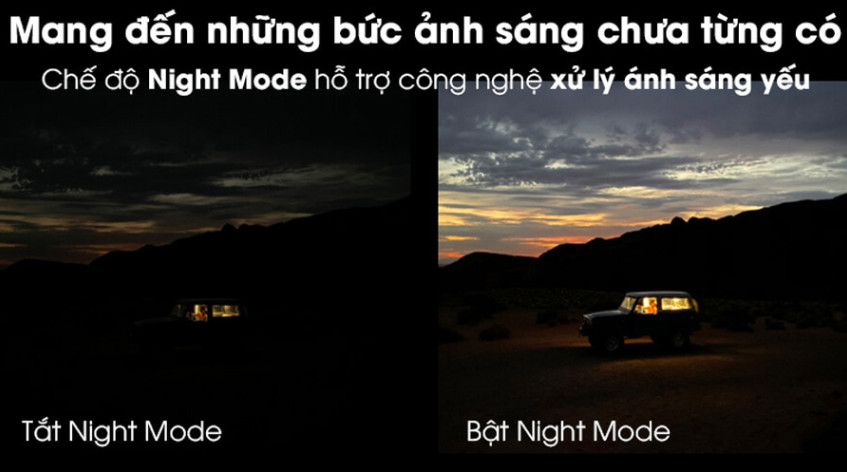 Mang đến những bức ảnh sáng chưa từng có
Chế độ Night Mode hỗ trợ công nghệ xử lý ánh sáng yếu
Tắt Night Mode
Bật Night Mode